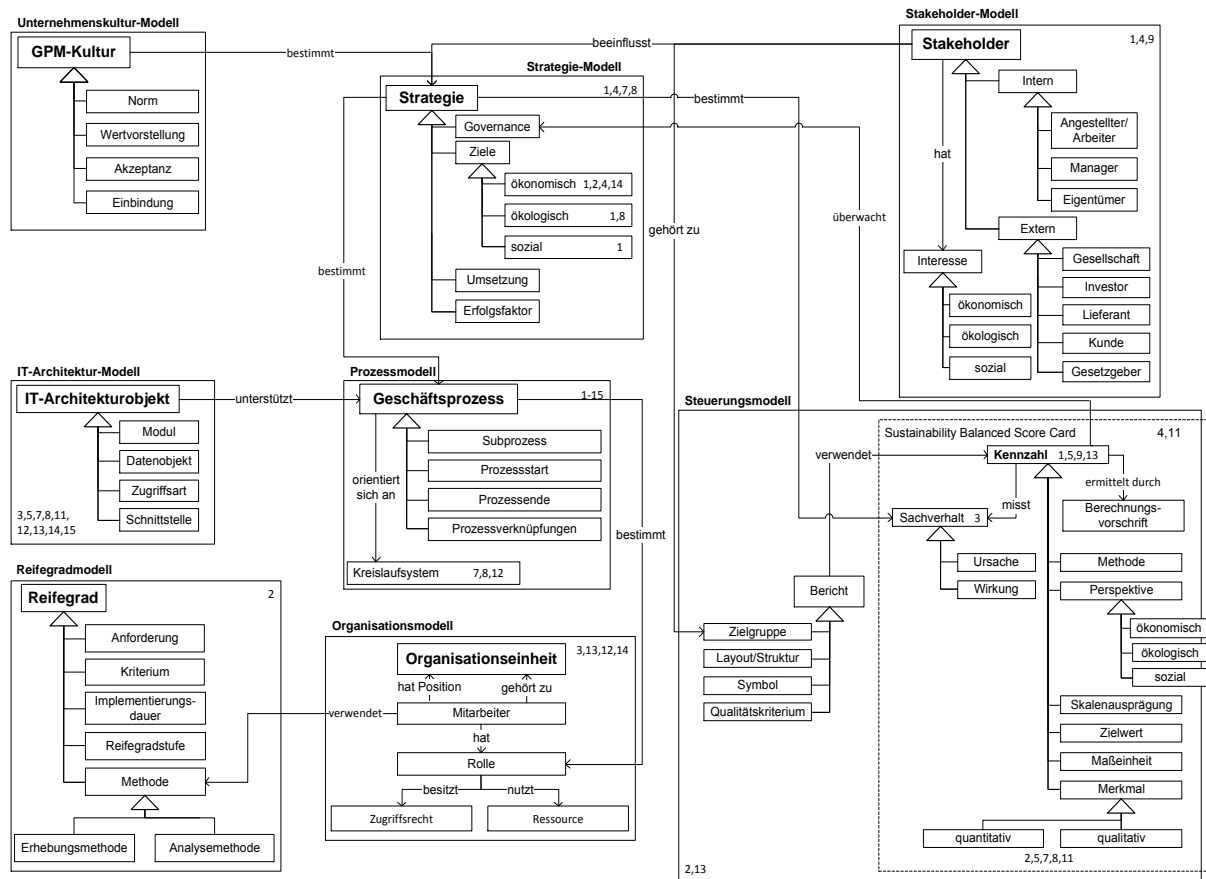 Unternehmenskultur-Modell
GPM-Kultur
Norm
Wertvorstellung
Akzeptanz
Einbindung
bestimmt
beeinflusst
Strategie-Modell
Strategie
1,4,7,8
Governance
Ziele
ökonomisch 1,2,4,14
ökologisch 1,8
sozial 1
Umsetzung
Erfolgsfaktor
bestimmt
bestimmt
gehört zu
überwacht
Stakeholder-Modell
Stakeholder
1,4,9
Intern
Angestellter/
Arbeiter
Manager
Eigentümer
hat
Extern
Gesellschaft
Investor
Lieferant
Kunde
Gesetzgeber
Interesse
ökonomisch
ökologisch
sozial
IT-Architektur-Modell
IT-Architekturobjekt
Modul
Datenobjekt
Zugriffsart
Schnittstelle
3,5,7,8,11,
12,13,14,15
unterstützt
Prozessmodell
Geschäftsprozess
1-15
Subprozess
Prozessstart
Prozessende
Prozessverknüpfungen
orientiert
sich an
Kreislaufsystem 7,8,12
bestimmt
Reifegradmodell
Reifegrad
2
Anforderung
Kriterium
Implementierungs-
dauer
Reifegradstufe
Methode
Erhebungsmethode
Analysemethode
verwendet
Organisationsmodell
Organisationseinheit
3,13,12,14
hat Position
gehört zu
Mitarbeiter
hat
Rolle
besitzt
nutzt
Zugriffsrecht
Ressource
Steuerungsmodell
Sustainability Balanced Score Card
4,11
verwendet
Kennzahl 1,5,9,13
ermittelt durch
misst
Berechnungs-
vorschrift
Sachverhalt 3
Ursache
Wirkung
Bericht
Zielgruppe
Layout/Struktur
Symbol
Qualitätskriterium
Methode
Perspektive
ökonomisch
ökologisch
sozial
Skalenausprägung
Zielwert
Maßeinheit
Merkmal
quantitativ
qualitativ
2,5,7,8,11
2,13